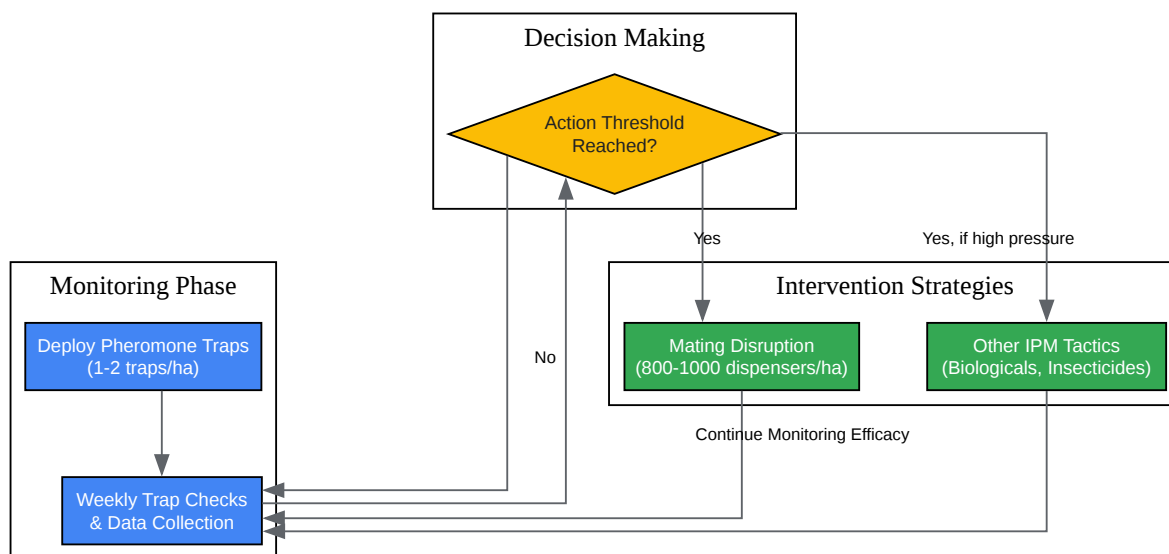 Decision Making
Action Threshold
Reached?
Yes
Yes, if high pressure
Monitoring Phase
Deploy Pheromone Traps
(1-2 traps/ha)
No
Weekly Trap Checks
& Data Collection
Intervention Strategies
Mating Disruption
(800-1000 dispensers/ha)
Other IPM Tactics
(Biologicals, Insecticides)
Continue Monitoring Efficacy